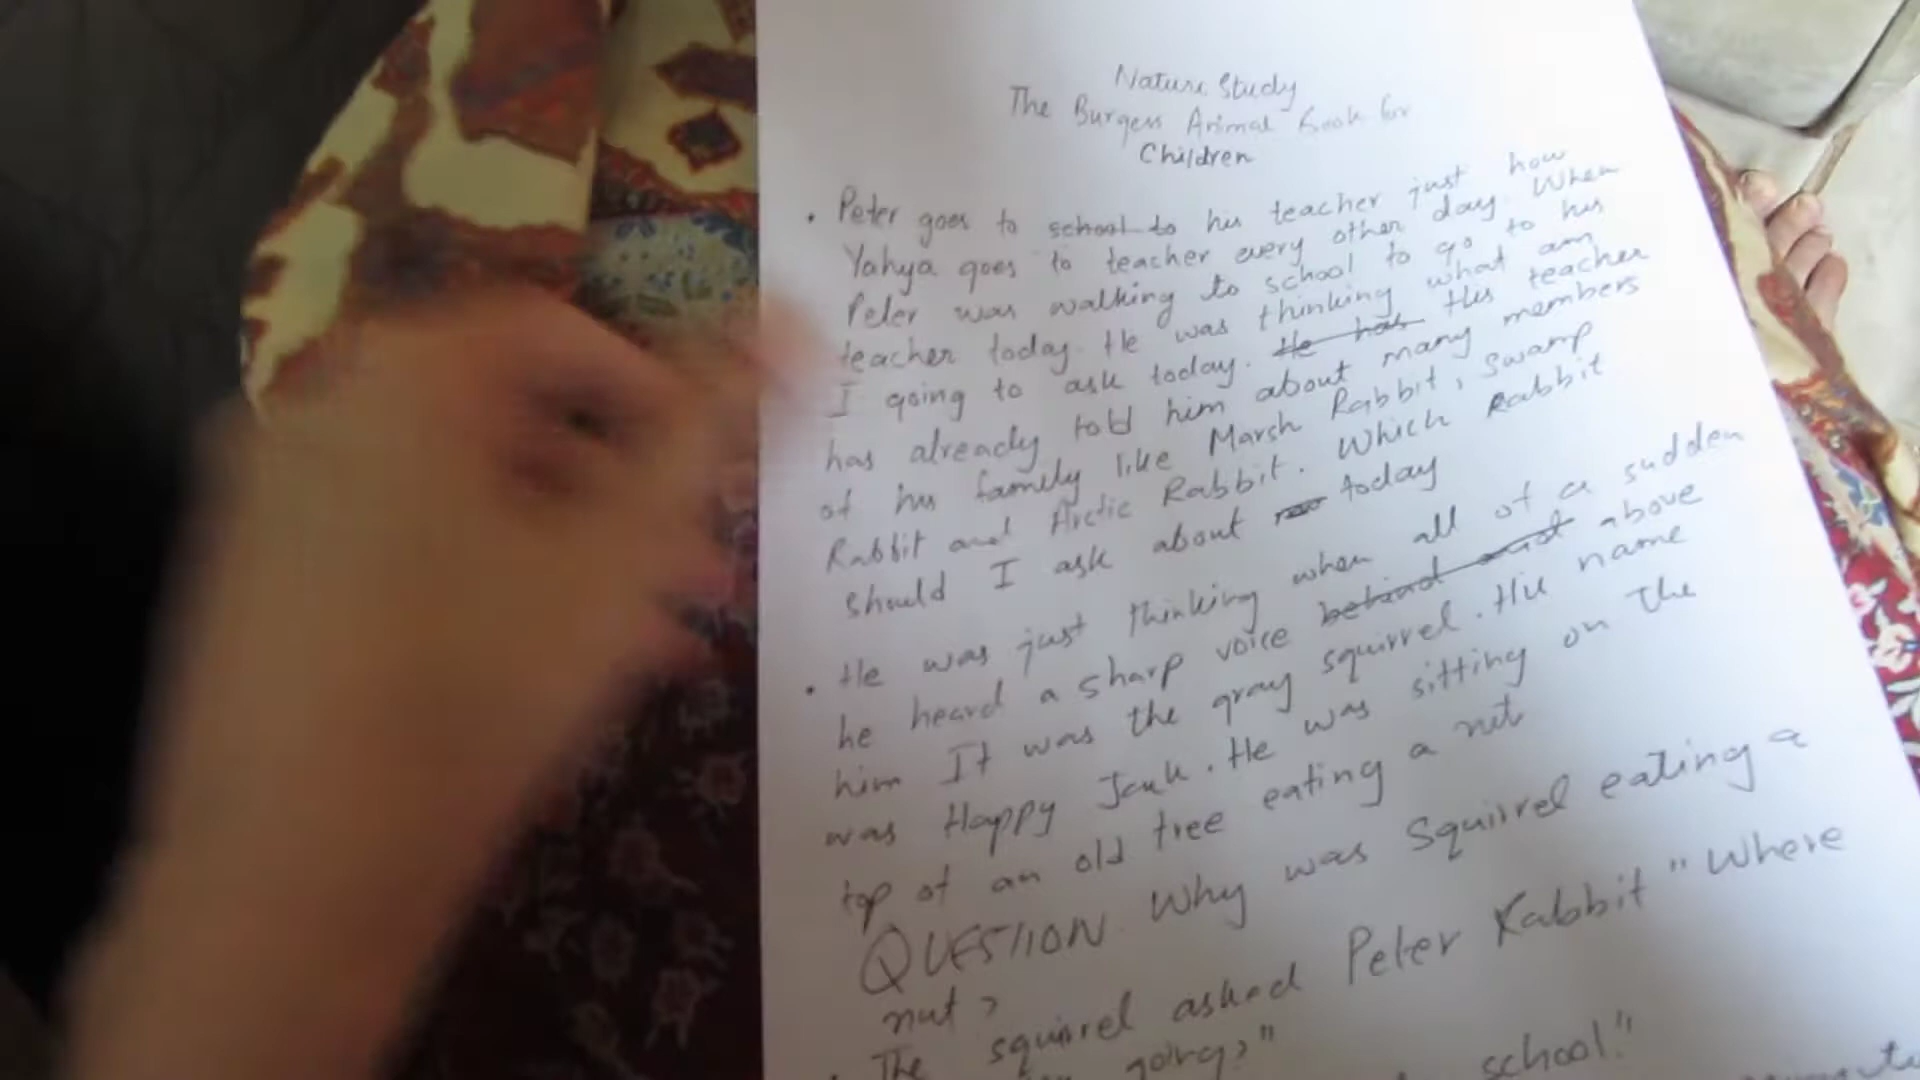 Nature Study
The Burgess Animal Book for
Children
• Peter goes to school to his teacher just how
Yahya goes to teacher every other day. When
Peter was walking to school to go to his
teacher today. He was thinking what am
I going to ask today. He has His teacher
has already told him about many members
of his family like Marsh Rabbit, Swamp
Rabbit and Arctic Rabbit. Which Rabbit
should I ask about today
• He was just thinking when all of a sudden
he heard a sharp voice behind and above
him It was the gray squirrel. His name
was Happy Jack. He was sitting on the
top of an old tree eating a nut
QUESTION Why was Squirrel eating a
nut?
• The squirrel asked Peter Rabbit "Where
going?"
school!"